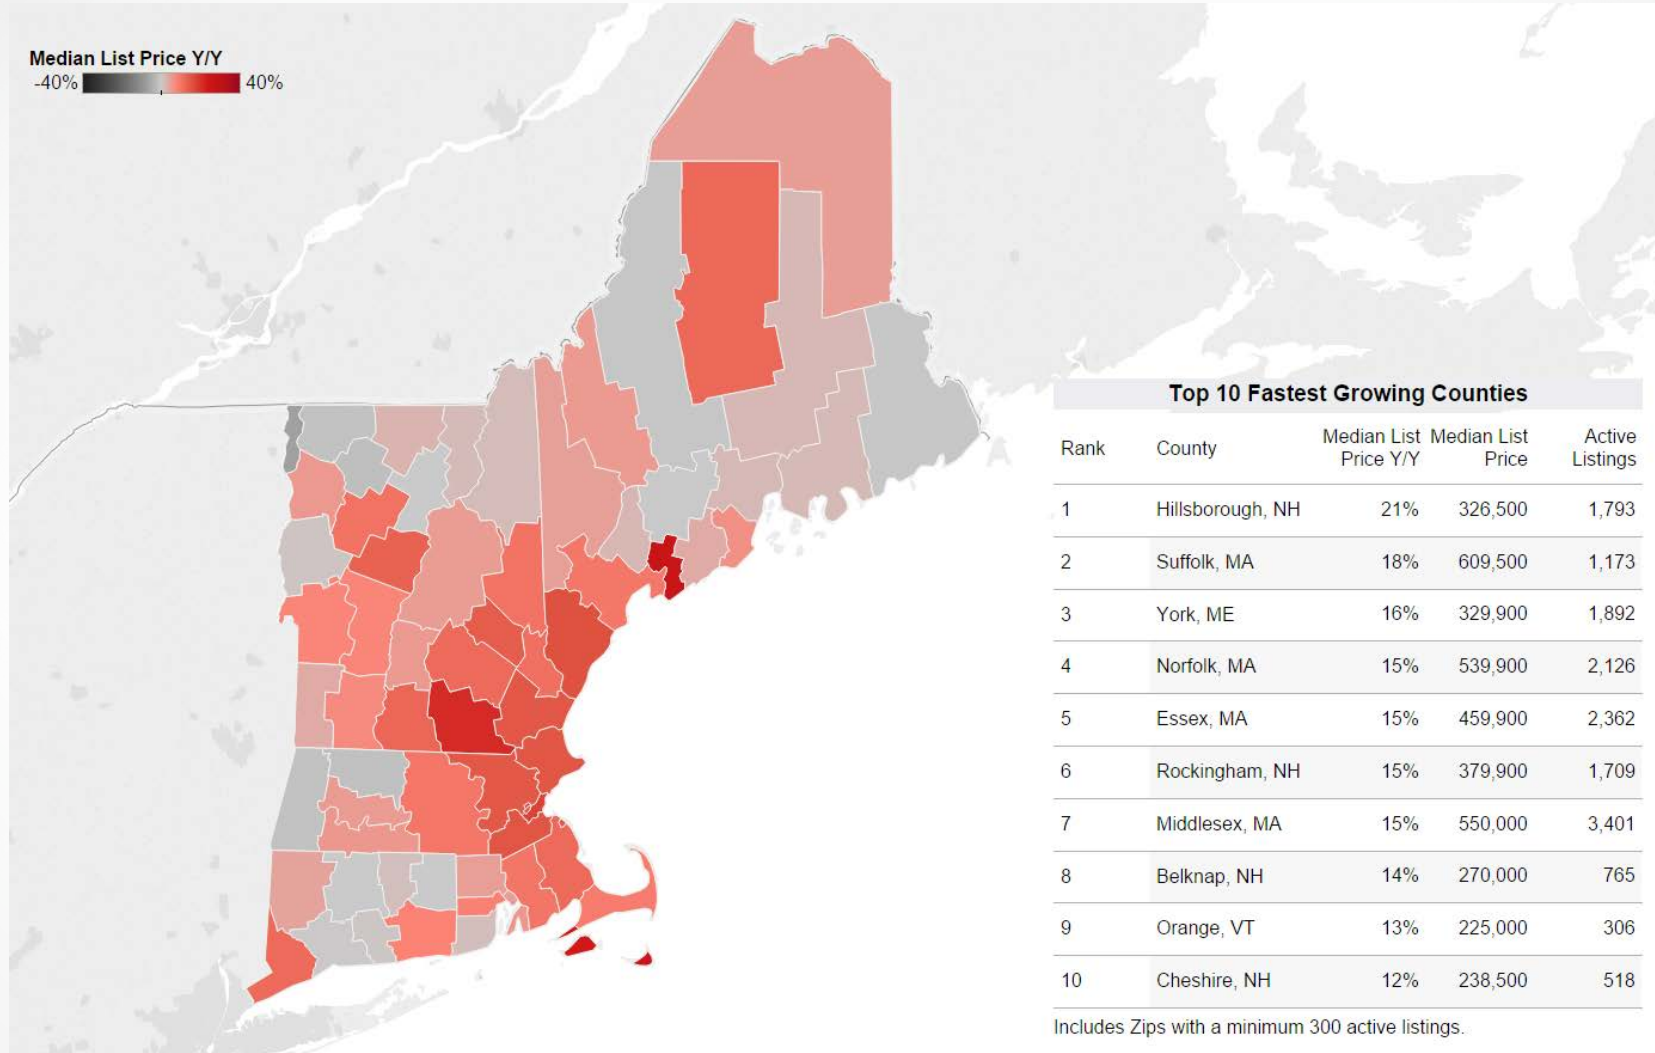 Median List Price Y/Y
-40% 40%
Top 10 Fastest Growing Counties
Rank County Median List Price Y/Y Median List Price Active Listings
1 Hillsborough, NH 21% 326,500 1,793
2 Suffolk, MA 18% 609,500 1,173
3 York, ME 16% 329,900 1,892
4 Norfolk, MA 15% 539,900 2,126
5 Essex, MA 15% 459,900 2,362
6 Rockingham, NH 15% 379,900 1,709
7 Middlesex, MA 15% 550,000 3,401
8 Belknap, NH 14% 270,000 765
9 Orange, VT 13% 225,000 306
10 Cheshire, NH 12% 238,500 518
Includes Zips with a minimum 300 active listings.